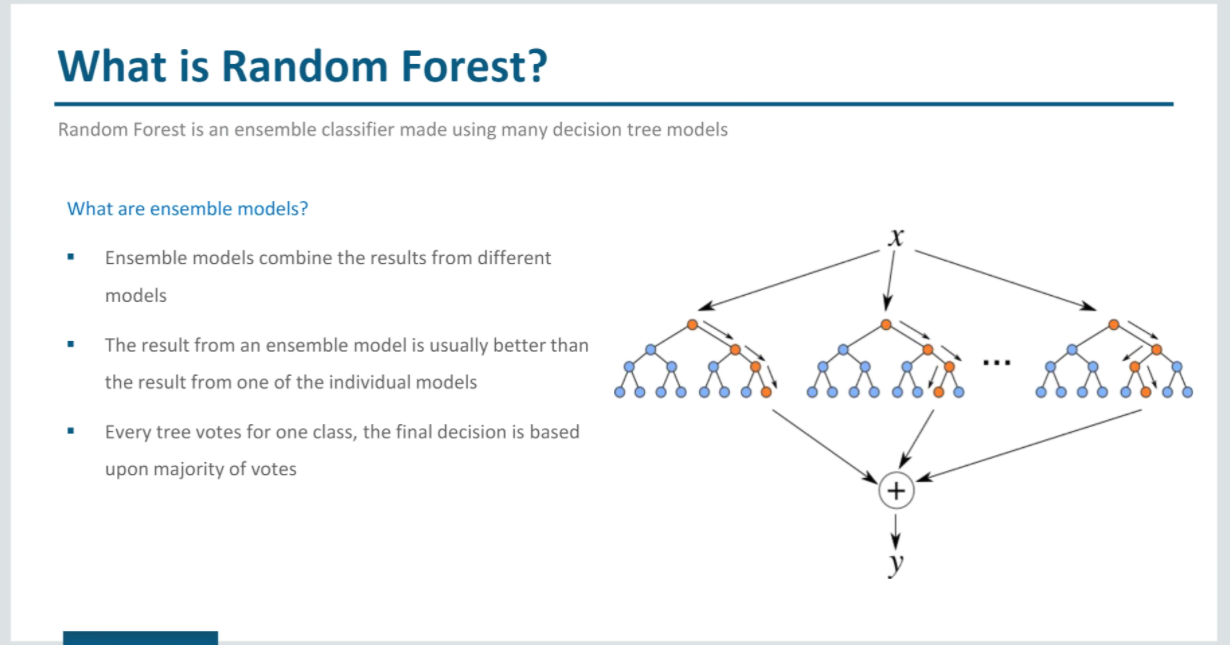 What is Random Forest?
Random Forest is an ensemble classifier made using many decision tree models
What are ensemble models?
▪ Ensemble models combine the results from different
models
▪ The result from an ensemble model is usually better than
the result from one of the individual models
▪ Every tree votes for one class, the final decision is based
upon majority of votes
x
...
+
y